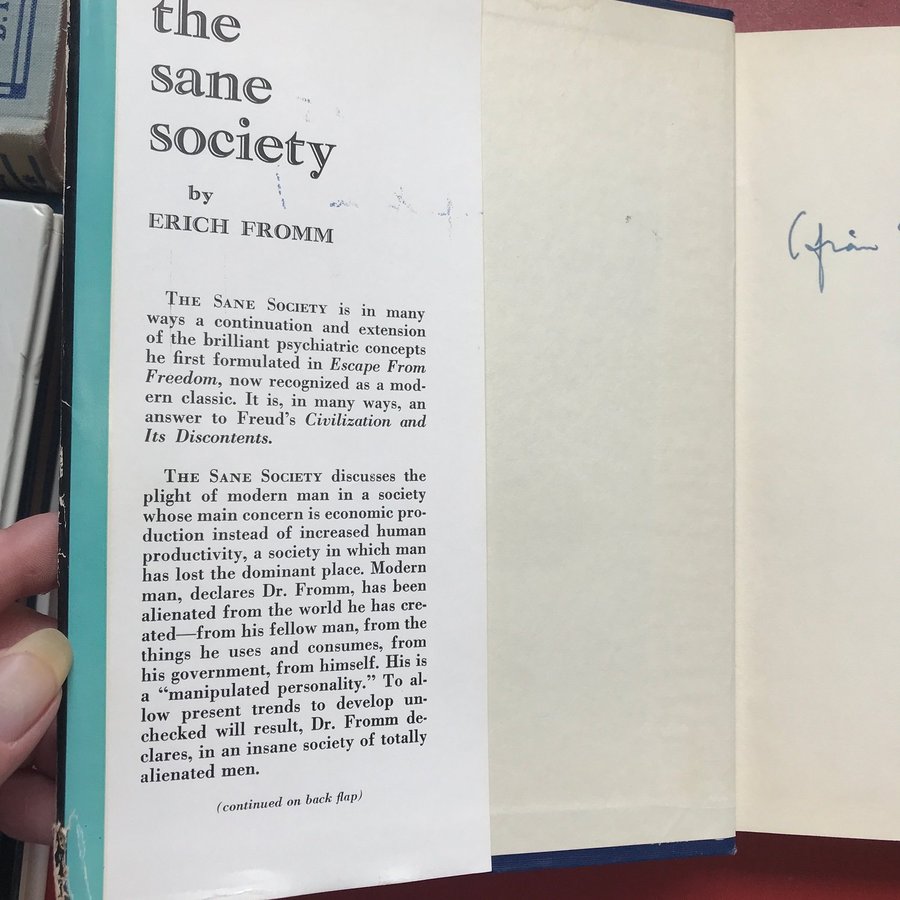 the
sane
society
by
ERICH FROMM
THE SANE SOCIETY is in many
ways a continuation and extension
of the brilliant psychiatric concepts
he first formulated in Escape From
Freedom, now recognized as a mod-
ern classic. It is, in many ways, an
answer to Freud's Civilization and
Its Discontents.
THE SANE SOCIETY discusses the
plight of modern man in a society
whose main concern is economic pro-
duction instead of increased human
productivity, a society in which man
has lost the dominant place. Modern
man, declares Dr. Fromm, has been
alienated from the world he has cre-
ated—from his fellow man, from the
things he uses and consumes, from
his government, from himself. His is
a “manipulated personality.” To al-
low present trends to develop un-
checked will result, Dr. Fromm de-
clares, in an insane society of totally
alienated men.
(continued on back flap)